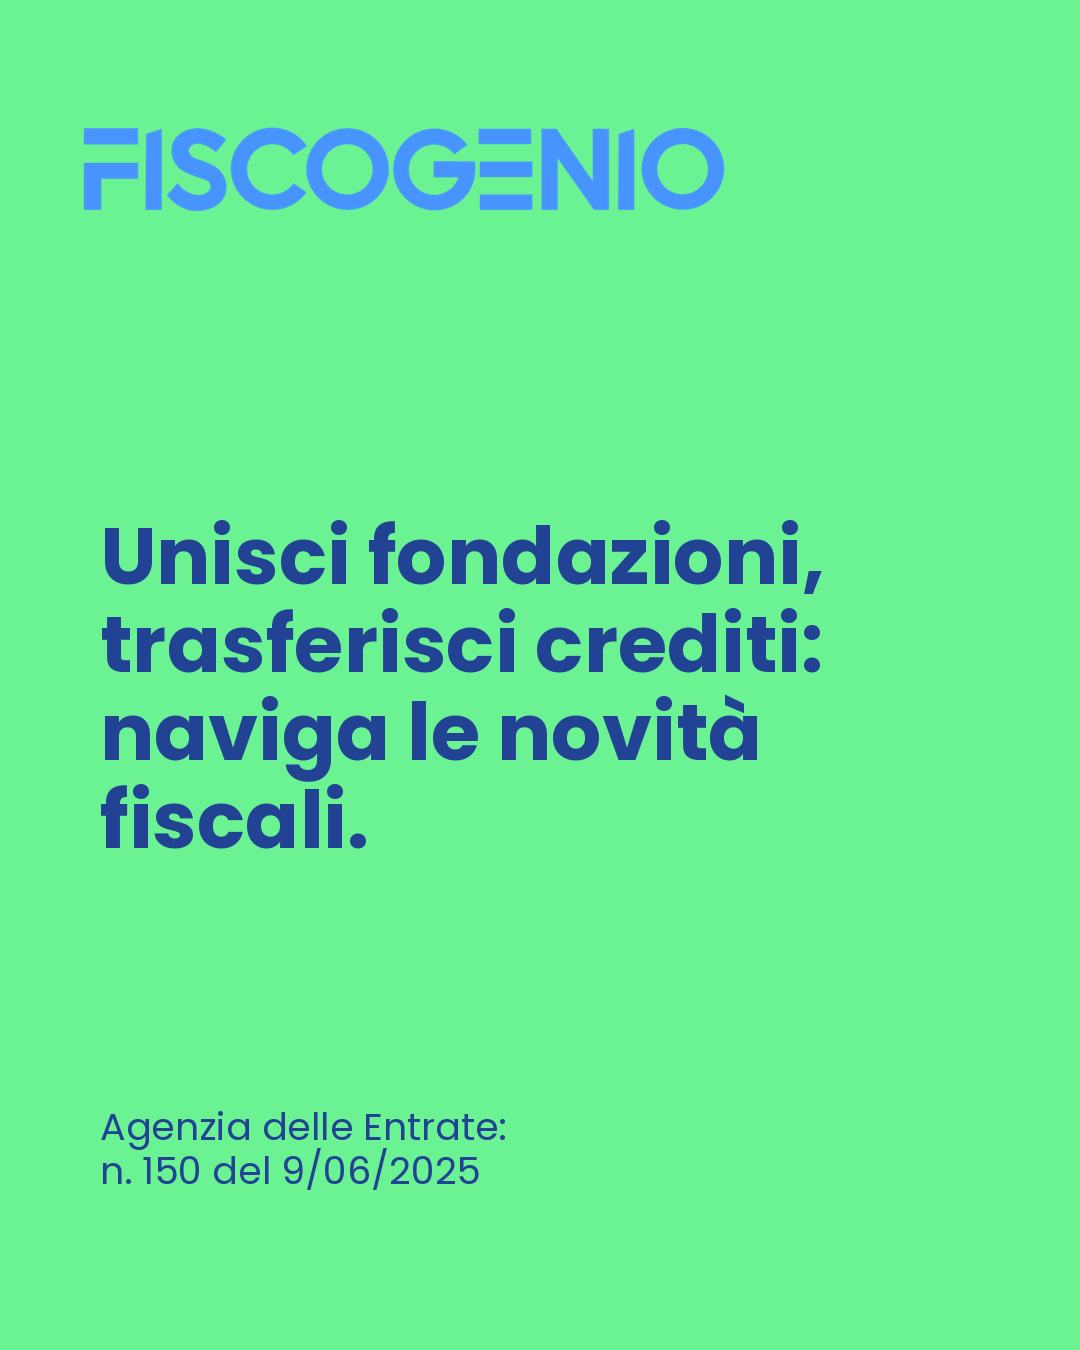 FISCOGENIO
Unisci fondazioni,
trasferisci crediti:
naviga le novità
fiscali.
Agenzia delle Entrate:
n. 150 del 9/06/2025